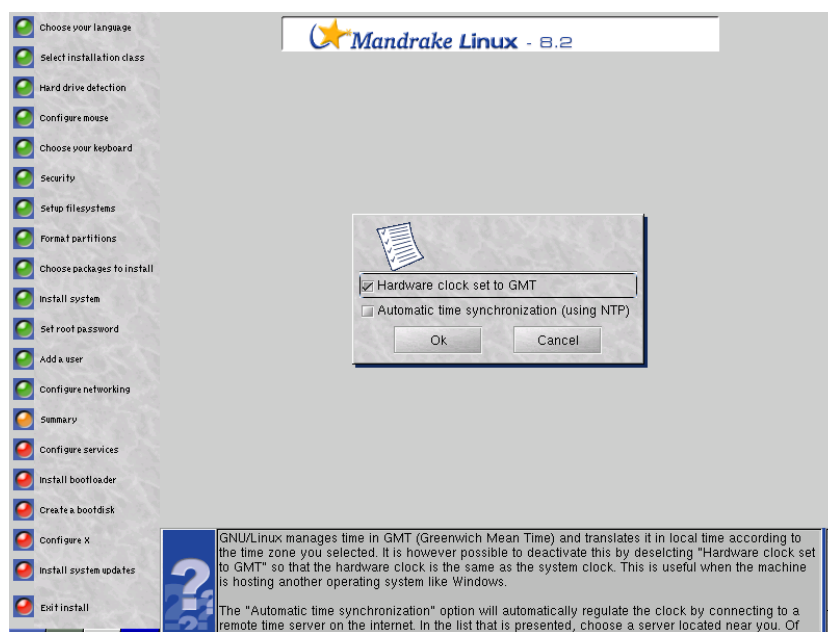 Choose your language
Select installation class
Hard drive detection
Configure mouse
Choose your keyboard
Security
Setup filesystems
Format partitions
Choose packages to install
Install system
Set root password
Add a user
Configure networking
Summary
Configure services
Install bootloader
Create a bootdisk
Configure X
Install system updates
Exit install
Mandrake Linux - 8.2
Hardware clock set to GMT
Automatic time synchronization (using NTP)
Ok
Cancel
GNU/Linux manages time in GMT (Greenwich Mean Time) and translates it in local time according to
the time zone you selected. It is however possible to deactivate this by deselcting "Hardware clock set
to GMT" so that the hardware clock is the same as the system clock. This is useful when the machine
is hosting another operating system like Windows.
The "Automatic time synchronization" option will automatically regulate the clock by connecting to a
remote time server on the internet. In the list that is presented, choose a server located near you. Of